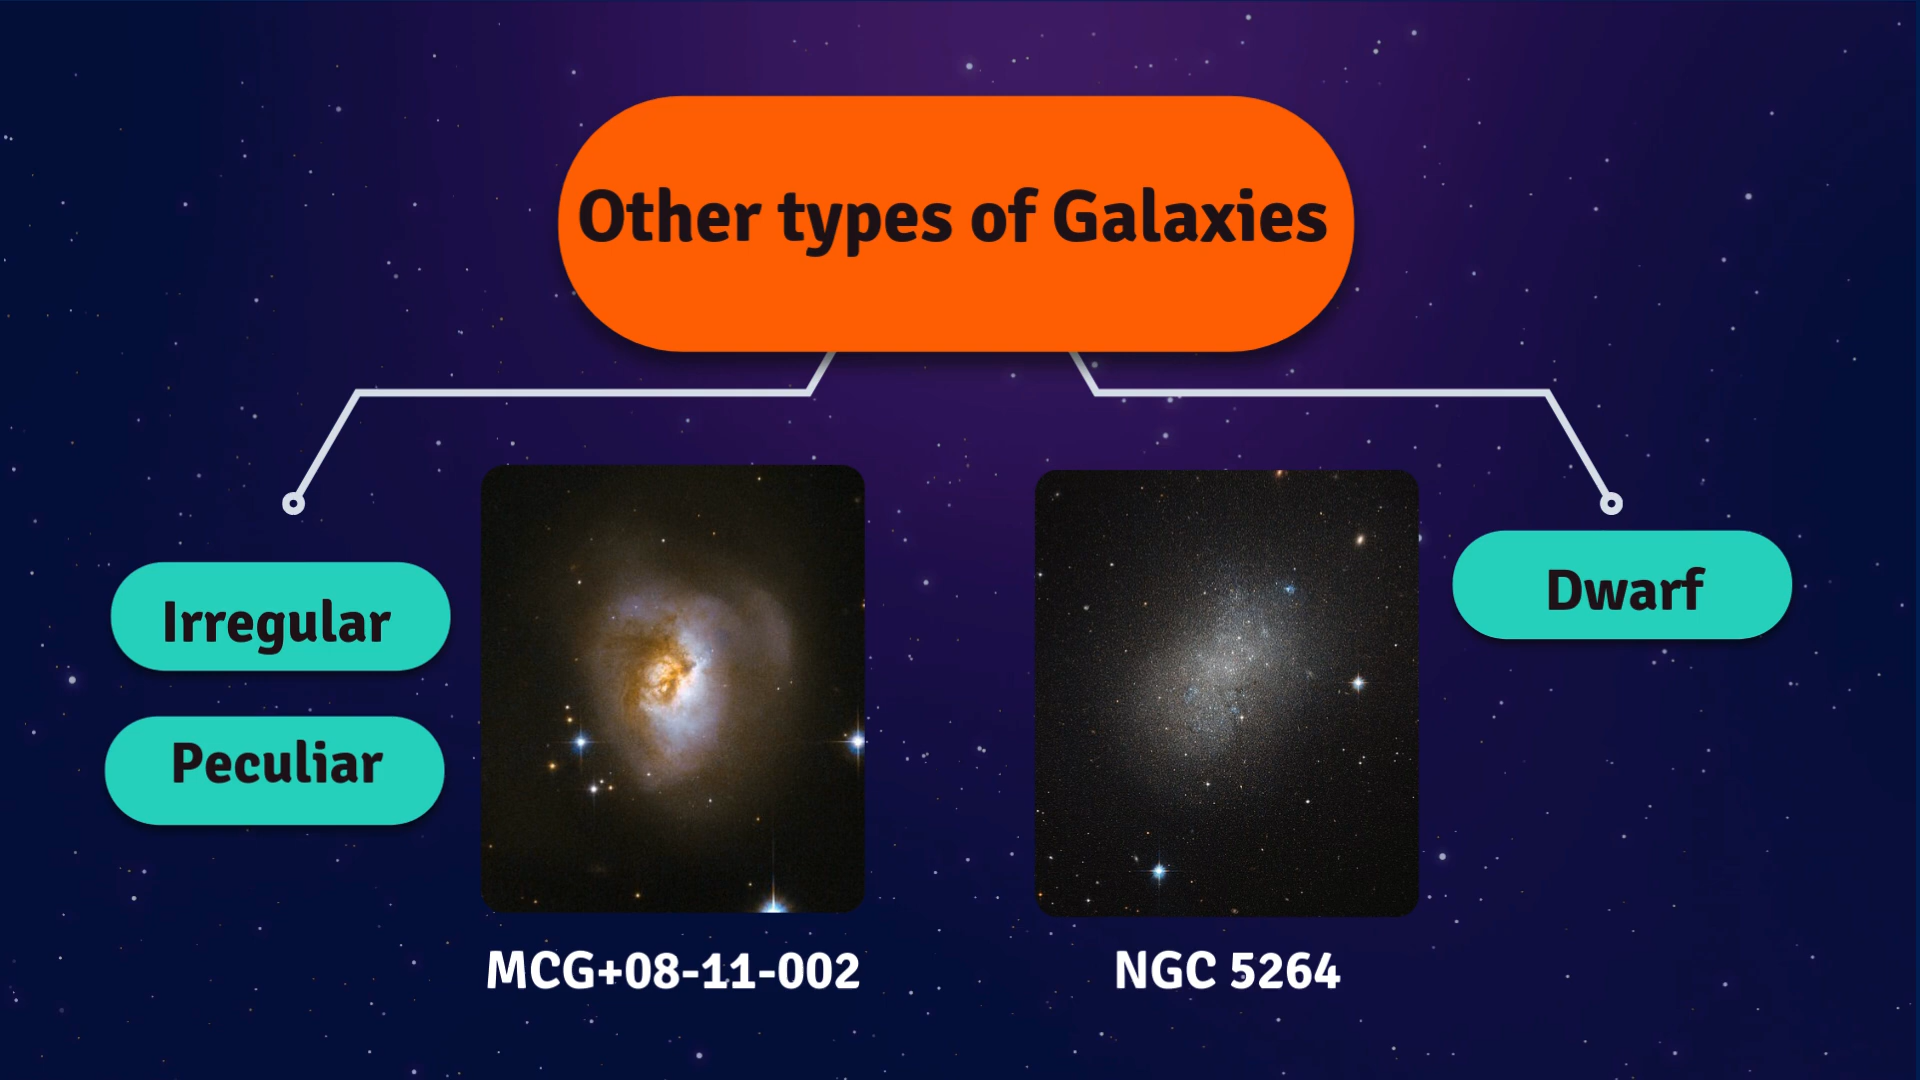 Other types of Galaxies
Irregular
Peculiar
Dwarf
MCG+08-11-002
NGC 5264